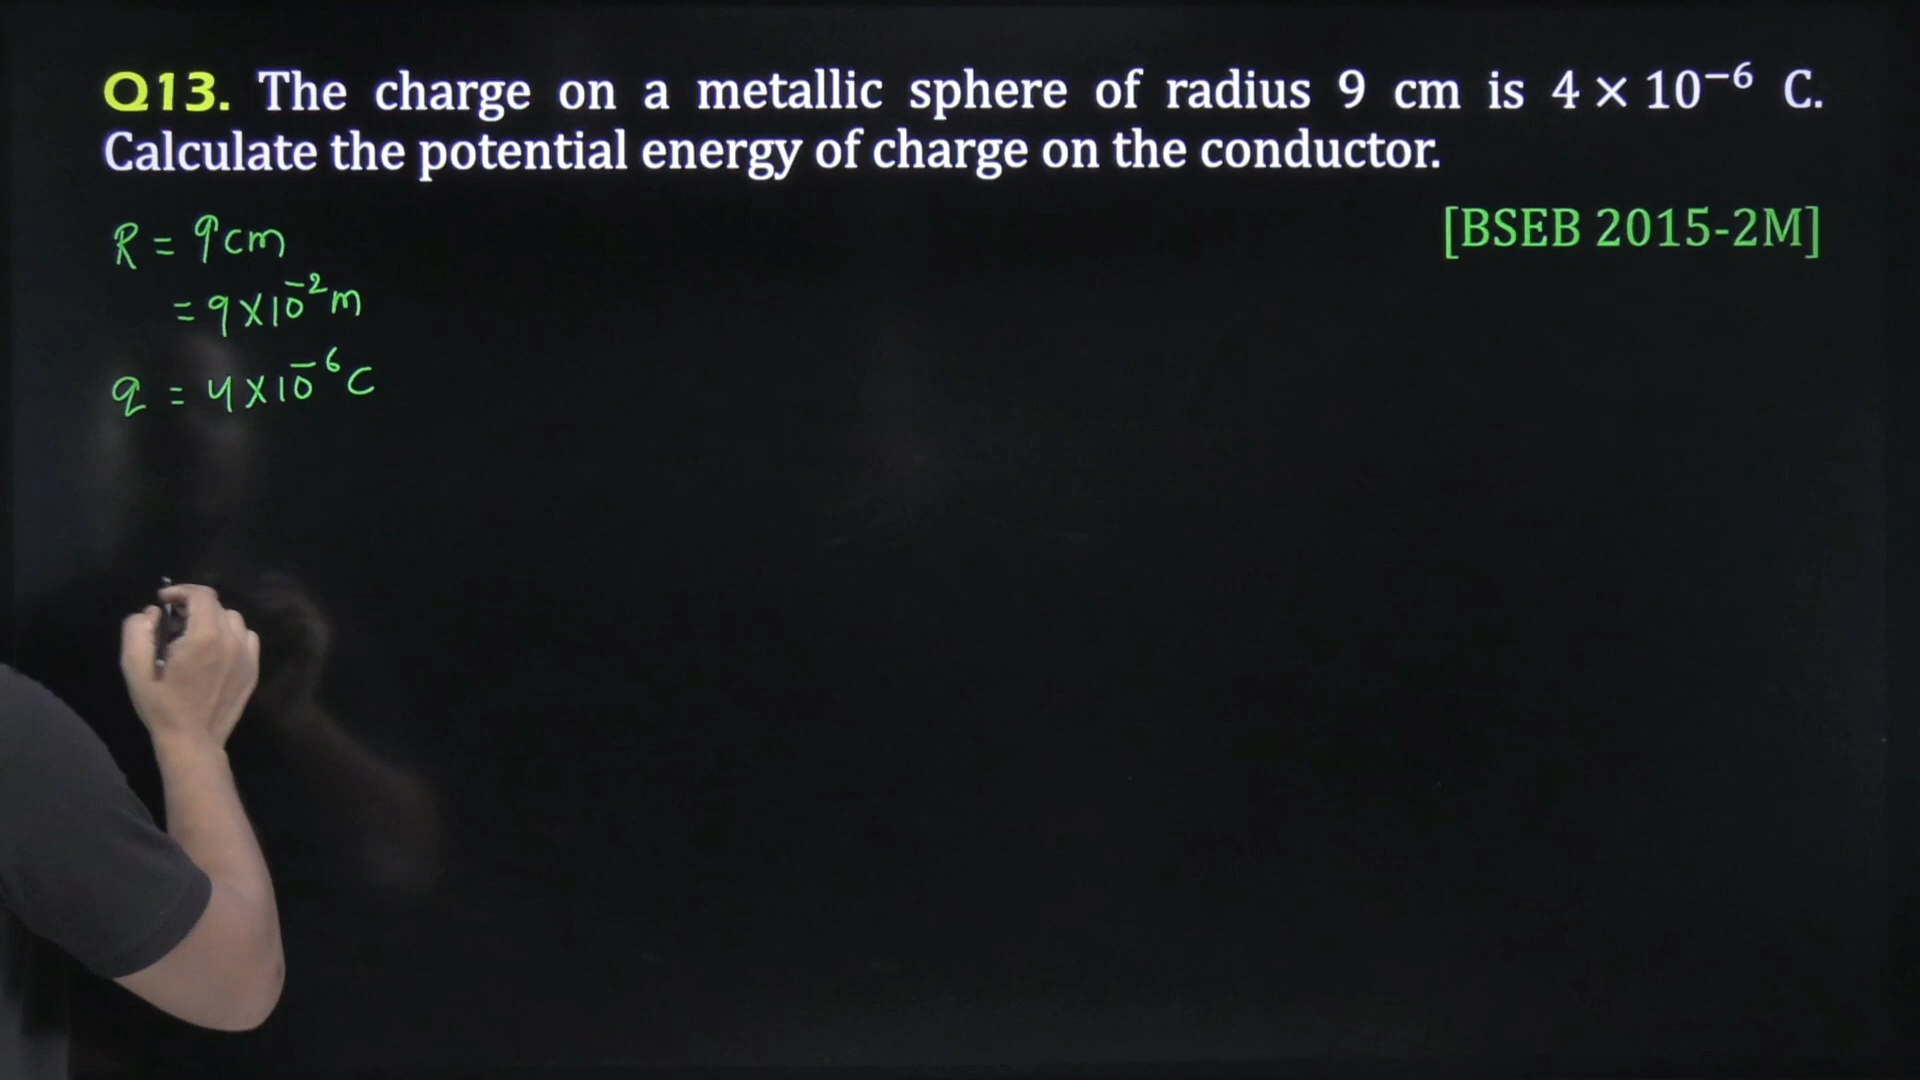 Q13. The charge on a metallic sphere of radius 9 cm is 4 × 10⁻⁶ C.
Calculate the potential energy of charge on the conductor.
[BSEB 2015-2M]
R = 9cm
= 9×10⁻²m
q = 4×10⁻⁶C